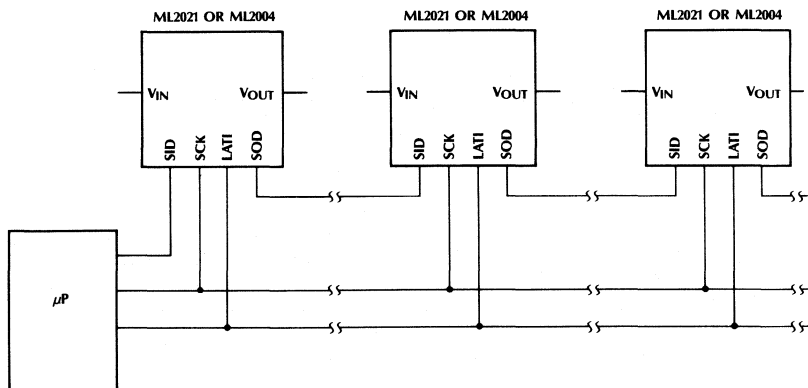 ML2021 OR ML2004
ML2021 OR ML2004
ML2021 OR ML2004
VIN
VOUT
VIN
VOUT
VIN
VOUT
SID
SCK
LATI
SOD
SID
SCK
LATI
SOD
SID
SCK
LATI
SOD
μP